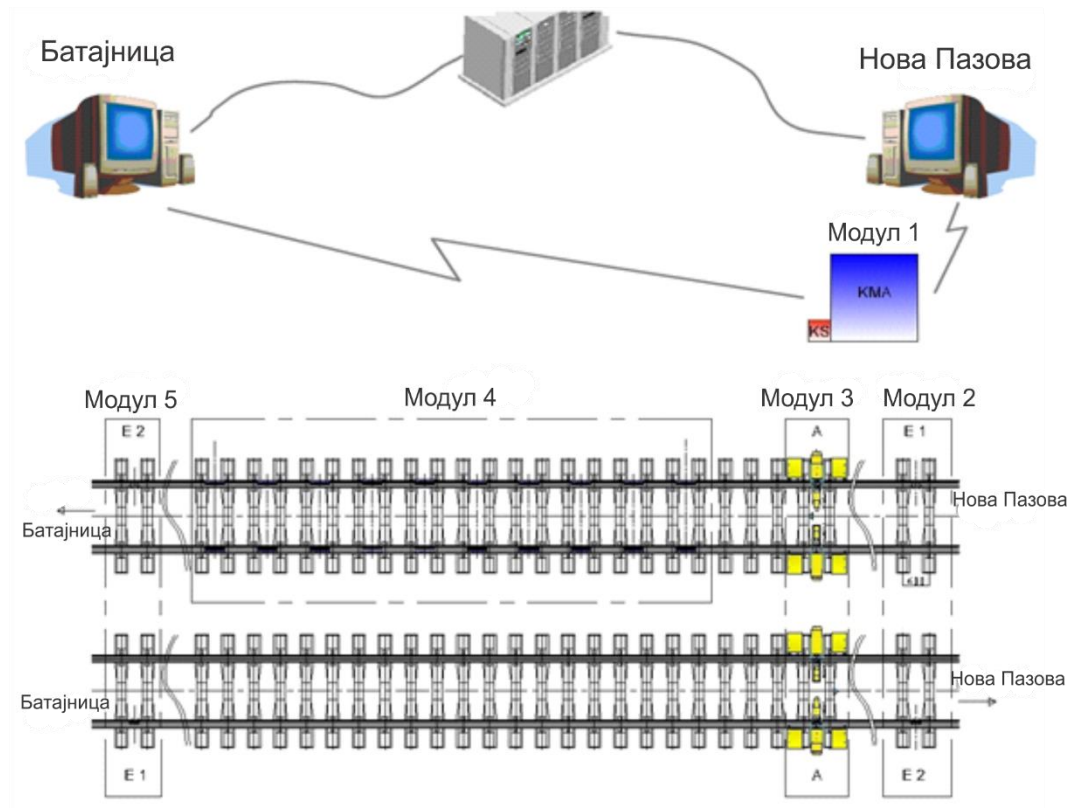 Батајница
Нова Пазова
Модул 1
KMA
KS
Модул 5
Модул 4
Модул 3
Модул 2
E 2
A
E 1
Нова Пазова
Батајница
Батајница
Нова Пазова
E 1
A
E 2